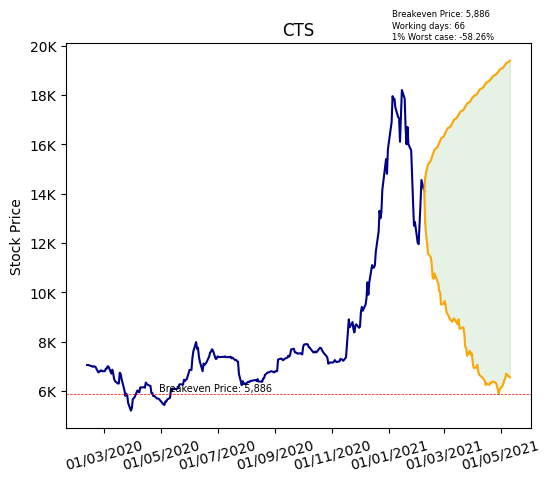 CTS
Breakeven Price: 5,886
Working days: 66
1% Worst case: -58.26%
Stock Price
20K
18K
16K
14K
12K
10K
8K
6K
Breakeven Price: 5,886
01/03/2020
01/05/2020
01/07/2020
01/09/2020
01/11/2020
01/01/2021
01/03/2021
01/05/2021